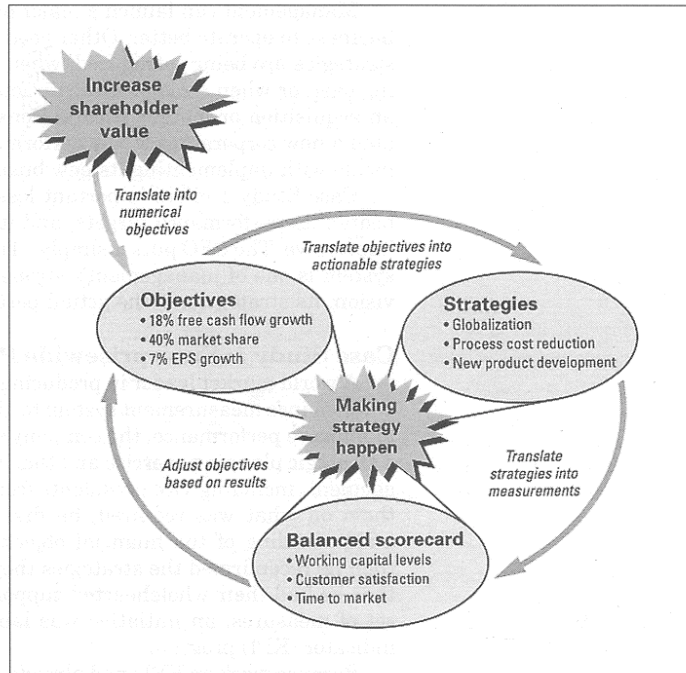 Increase
shareholder
value
Translate into
numerical
objectives
Translate objectives into
actionable strategies
Objectives
• 18% free cash flow growth
• 40% market share
• 7% EPS growth
Strategies
• Globalization
• Process cost reduction
• New product development
Making
strategy
happen
Adjust objectives
based on results
Translate
strategies into
measurements
Balanced scorecard
• Working capital levels
• Customer satisfaction
• Time to market